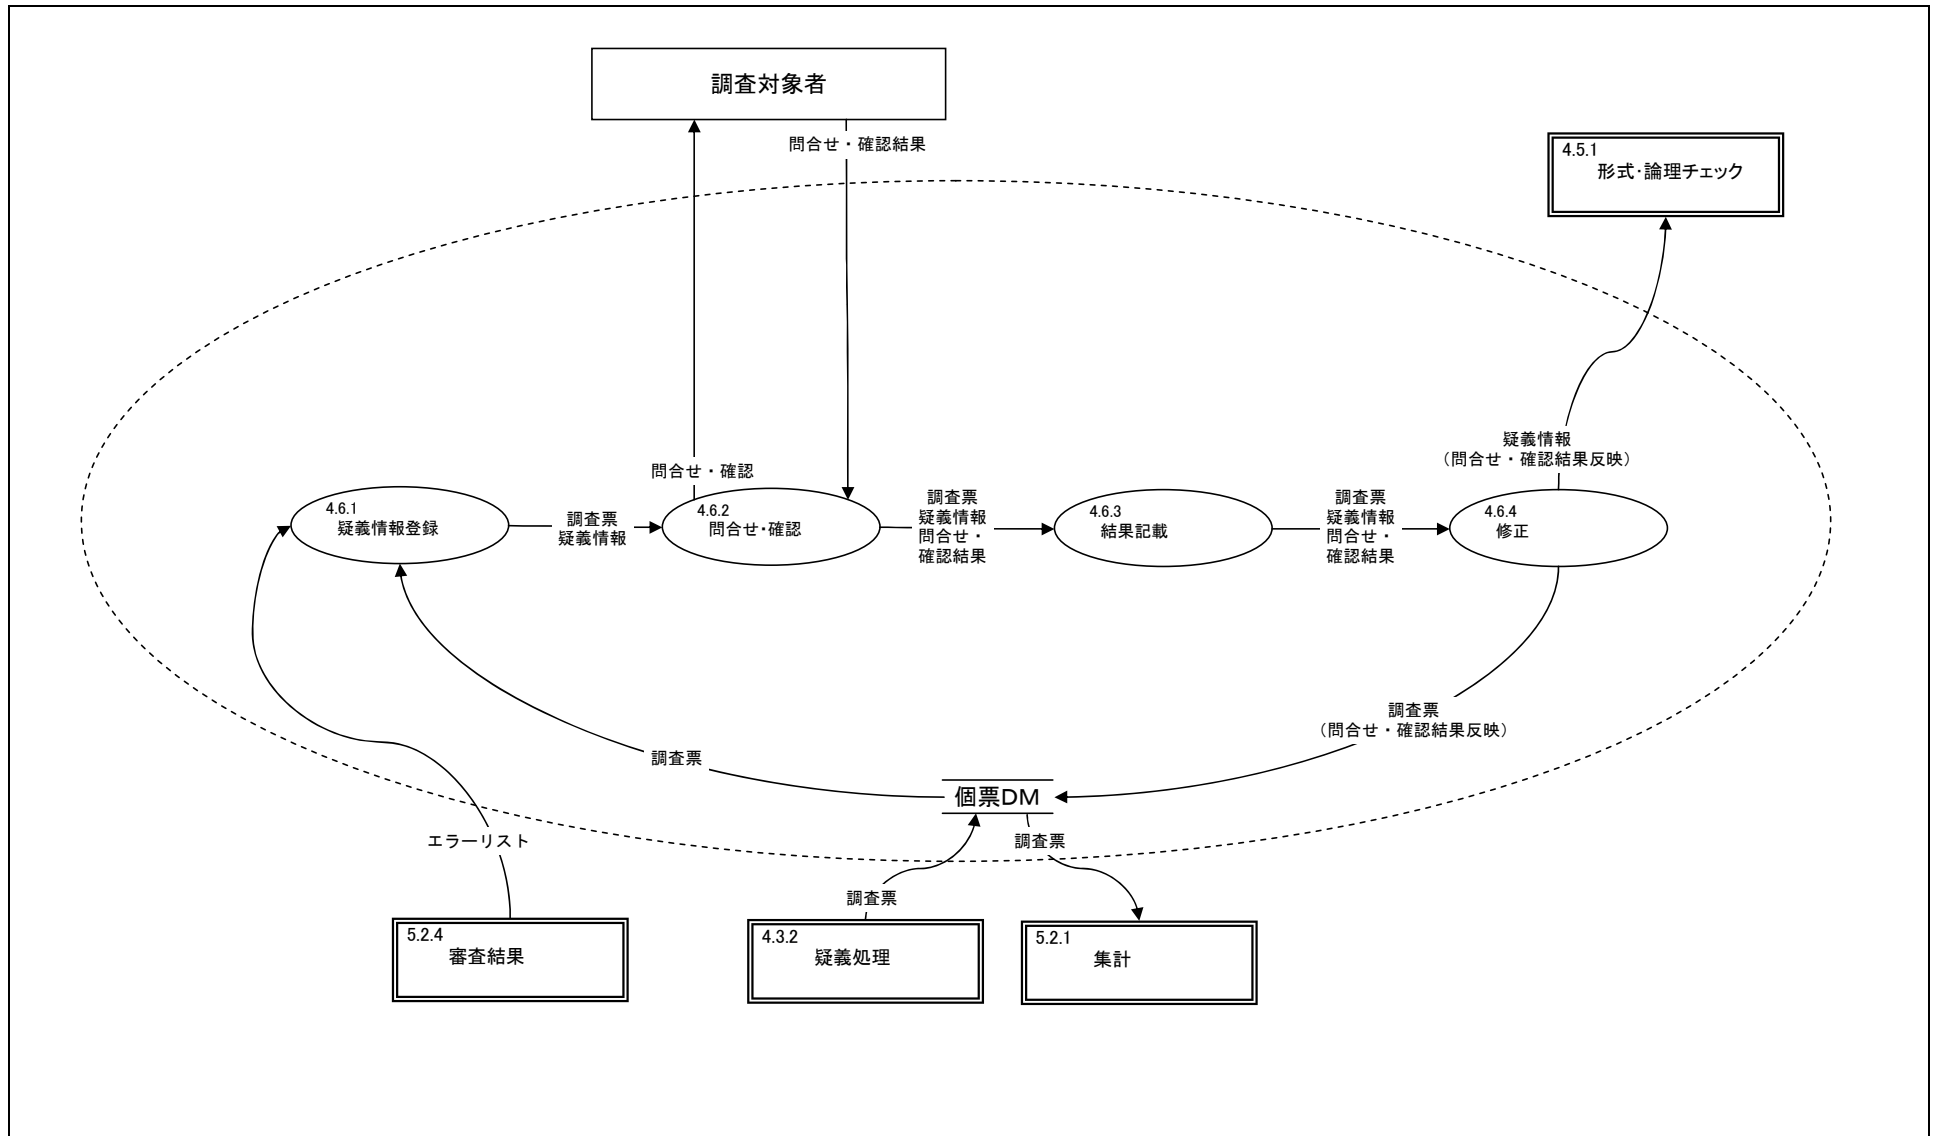 調査対象者
問合せ・確認結果
4.5.1
形式・論理チェック
疑義情報
(問合せ・確認結果反映)
問合せ・確認
4.6.1
疑義情報登録
調査票
疑義情報
4.6.2
問合せ・確認
調査票
疑義情報
問合せ・
確認結果
4.6.3
結果記載
調査票
疑義情報
問合せ・
確認結果
4.6.4
修正
調査票
(問合せ・確認結果反映)
調査票
個票DM
エラーリスト
調査票
調査票
5.2.4
審査結果
4.3.2
疑義処理
5.2.1
集計